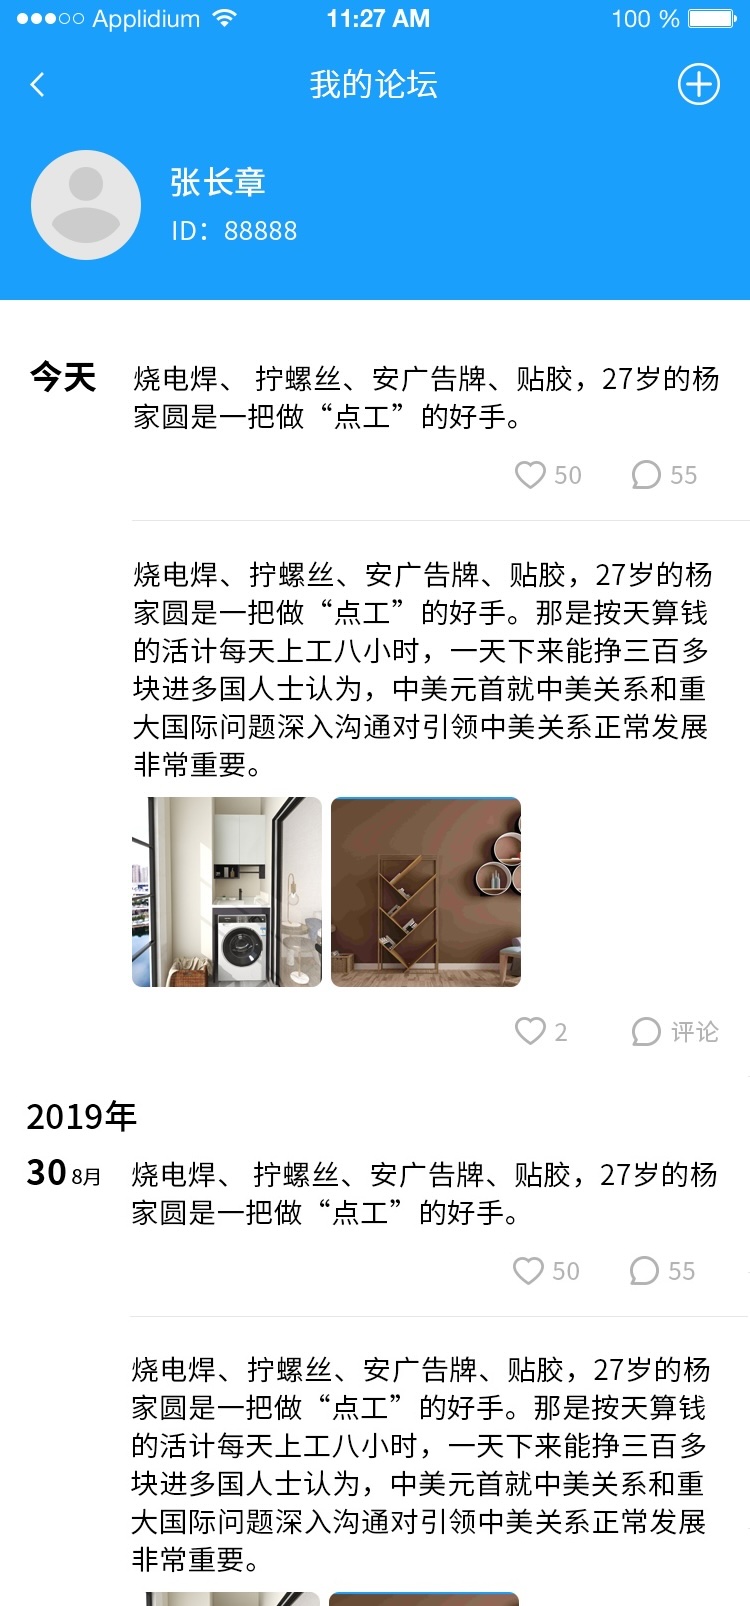 Applidium 11:27 AM 100 %
我的论坛
张长章
ID：88888
今天
烧电焊、 拧螺丝、安广告牌、贴胶，27岁的杨
家圆是一把做“点工”的好手。
50 55
烧电焊、拧螺丝、安广告牌、贴胶，27岁的杨
家圆是一把做“点工”的好手。那是按天算钱
的活计每天上工八小时，一天下来能挣三百多
块进多国人士认为，中美元首就中美关系和重
大国际问题深入沟通对引领中美关系正常发展
非常重要。
2 评论
2019年
30 8月
烧电焊、 拧螺丝、安广告牌、贴胶，27岁的杨
家圆是一把做“点工”的好手。
50 55
烧电焊、拧螺丝、安广告牌、贴胶，27岁的杨
家圆是一把做“点工”的好手。那是按天算钱
的活计每天上工八小时，一天下来能挣三百多
块进多国人士认为，中美元首就中美关系和重
大国际问题深入沟通对引领中美关系正常发展
非常重要。